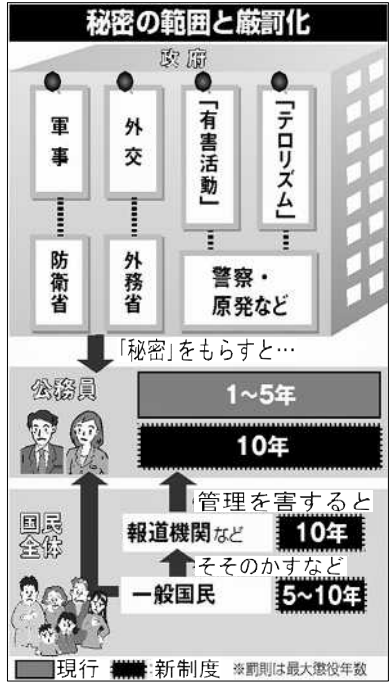 秘密の範囲と厳罰化
政府
軍事
外交
「有害活動」
「テロリズム」
防衛省
外務省
警察・
原発など
「秘密」をもらすと…
公務員
1~5年
10年
管理を害すると
国民
全体
報道機関など
10年
そそのかすなど
一般国民
5~10年
現行
:新制度
※罰則は最大懲役年数